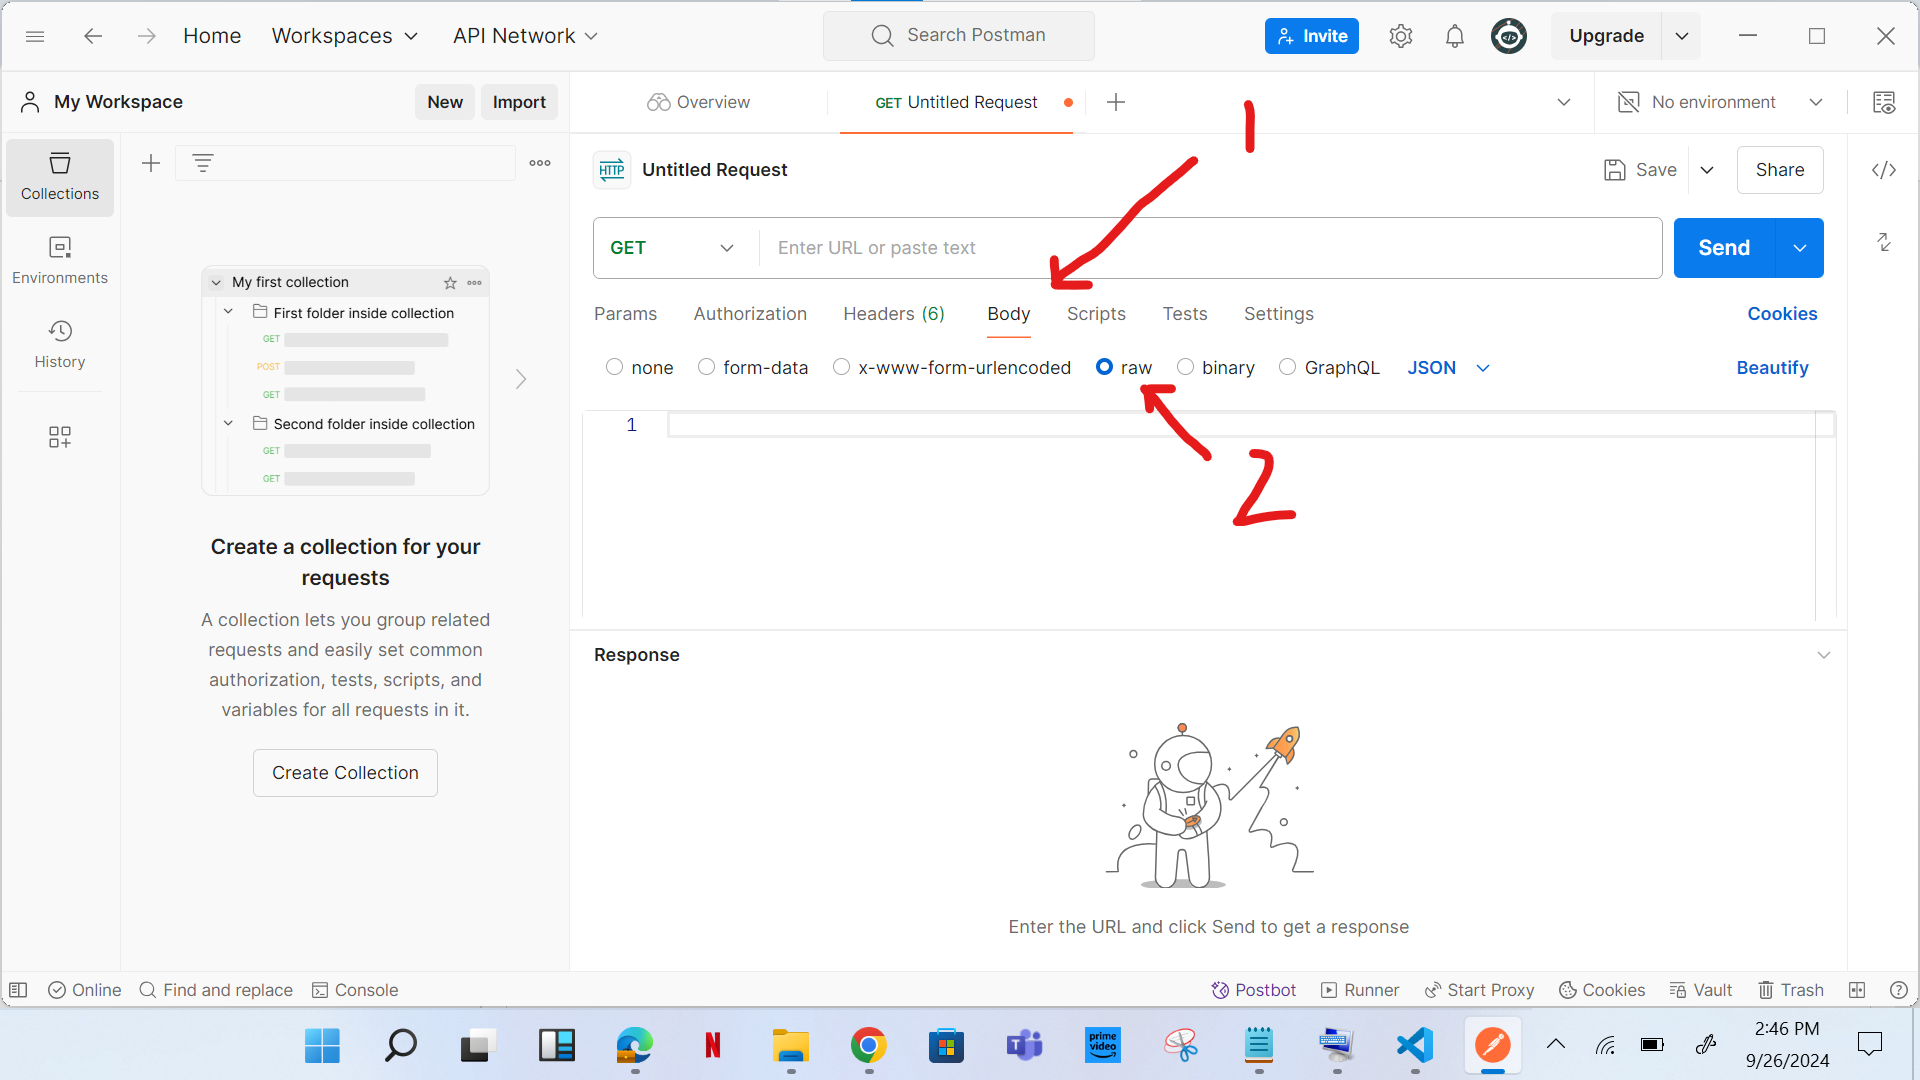 Home Workspaces API Network Search Postman Invite Upgrade
My Workspace New Import Overview GET Untitled Request No environment
1
Collections
HTTP Untitled Request Save Share
GET Enter URL or paste text Send
Environments
My first collection
First folder inside collection
GET
POST
GET
Second folder inside collection
GET
GET
Params Authorization Headers (6) Body Scripts Tests Settings Cookies
none form-data x-www-form-urlencoded raw binary GraphQL JSON Beautify
History
1
2
Create a collection for your
requests
A collection lets you group related
requests and easily set common
authorization, tests, scripts, and
variables for all requests in it.
Create Collection
Response
Enter the URL and click Send to get a response
Online Find and replace Console Postbot Runner Start Proxy Cookies Vault Trash
N
T
prime
video
2:46 PM
9/26/2024